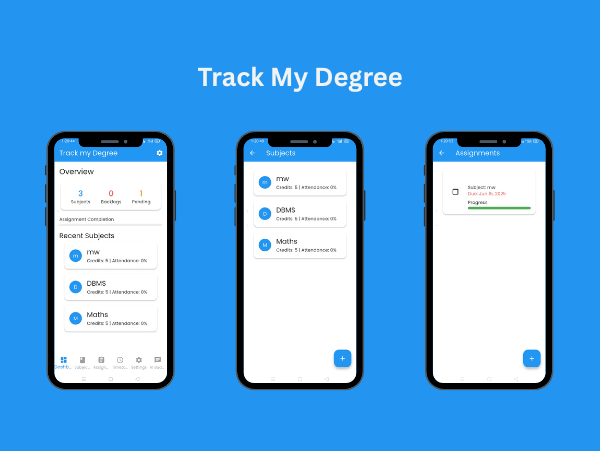 Track My Degree
Track my Degree
Overview
3
0
1
Subjects
Backlogs
Pending
Assignment Completion
Recent Subjects
m
mw
Credits: 5 | Attendance: 0%
D
DBMS
Credits: 5 | Attendance: 0%
M
Maths
Credits: 5 | Attendance: 0%
Subjec...
Assign...
Timeta...
Settings
Subjects
m
mw
Credits: 5 | Attendance: 0%
D
DBMS
Credits: 5 | Attendance: 0%
M
Maths
Credits: 5 | Attendance: 0%
+
Assignments
Subject: mw
Due: Jun 15, 2025
Progress
+